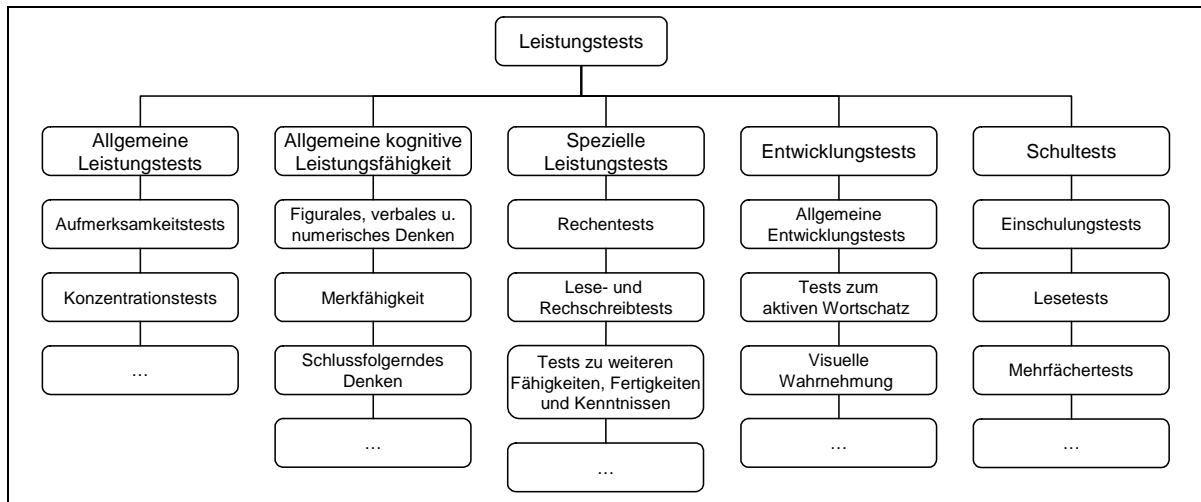 Leistungstests
Allgemeine
Leistungstests
Aufmerksamkeitstests
Konzentrationstests
…
Allgemeine kognitive
Leistungsfähigkeit
Figurales, verbales u.
numerisches Denken
Merkfähigkeit
Schlussfolgerndes
Denken
…
Spezielle
Leistungstests
Rechentests
Lese- und
Rechschreibtests
Tests zu weiteren
Fähigkeiten, Fertigkeiten
und Kenntnissen
…
Entwicklungstests
Allgemeine
Entwicklungstests
Tests zum
aktiven Wortschatz
Visuelle
Wahrnehmung
…
Schultests
Einschulungstests
Lesetests
Mehrfächertests
…